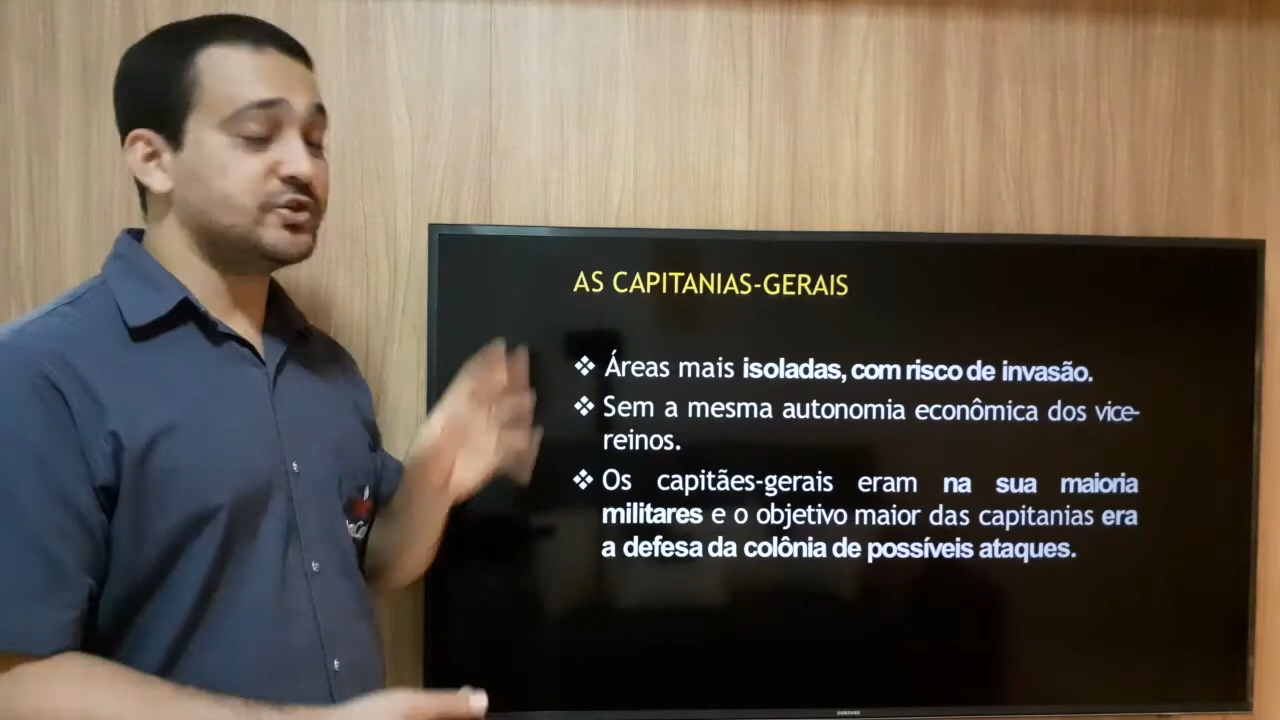 AS CAPITANIAS-GERAIS
❖ Áreas mais isoladas, com risco de invasão.
❖ Sem a mesma autonomia econômica dos vice-
reinos.
❖ Os capitães-gerais eram na sua maioria
militares e o objetivo maior das capitanias era
a defesa da colônia de possíveis ataques.
SAMSUNG